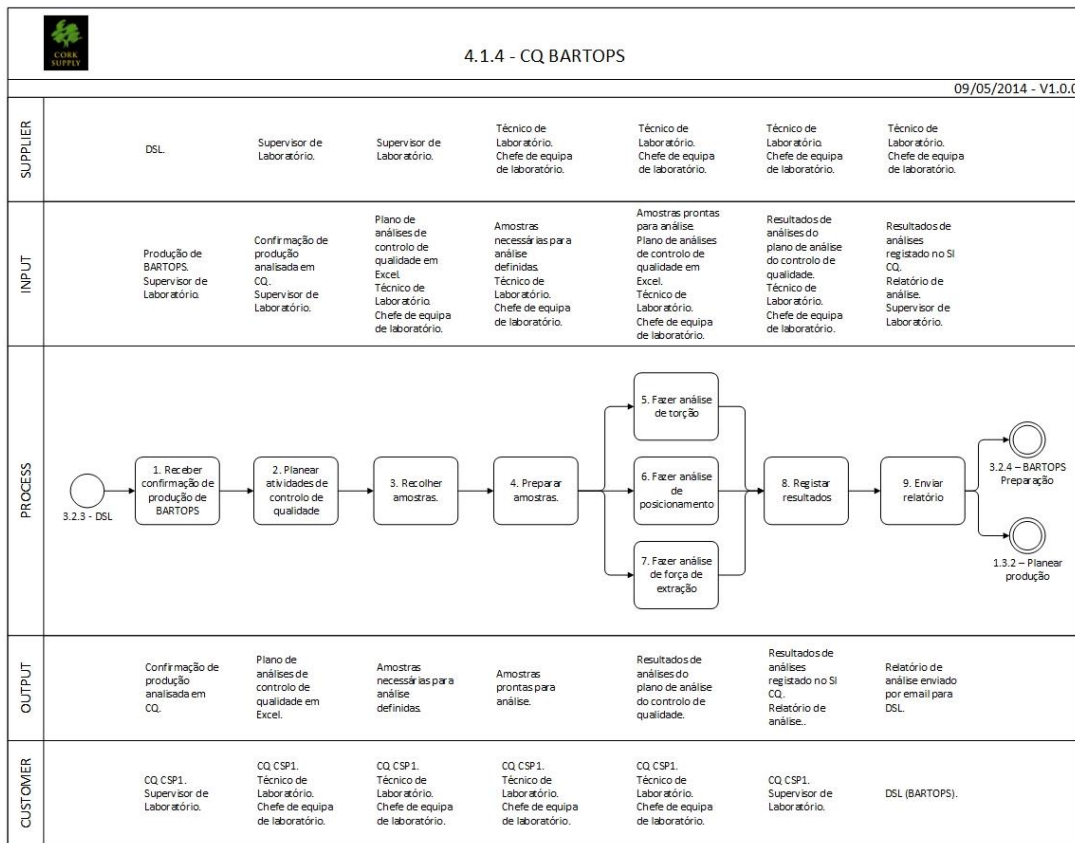 CORK
SUPPLY
4.1.4 - CQ BARTOPS
09/05/2014 - V1.0.0
SUPPLIER
DSL.
Supervisor de
Laboratório.
Supervisor de
Laboratório.
Técnico de
Laboratório.
Chefe de equipa
de laboratório.
Técnico de
Laboratório.
Chefe de equipa
de laboratório.
Técnico de
Laboratório.
Chefe de equipa
de laboratório.
Técnico de
Laboratório.
Chefe de equipa
de laboratório.
INPUT
Produção de
BARTOPS.
Supervisor de
Laboratório.
Confirmação de
produção
analisada em
CQ.
Supervisor de
Laboratório.
Plano de
análises de
controlo de
qualidade em
Excel.
Técnico de
Laboratório.
Chefe de equipa
de laboratório.
Amostras
necessárias para
análise
definidas.
Técnico de
Laboratório.
Chefe de equipa
de laboratório.
Amostras prontas
para análise.
Plano de análises
de controlo de
qualidade em
Excel.
Técnico de
Laboratório.
Chefe de equipa
de laboratório.
Resultados de
análises do
plano de análise
do controlo de
qualidade.
Técnico de
Laboratório.
Chefe de equipa
de laboratório.
Resultados de
análises
registado no SI
CQ.
Relatório de
análise.
Supervisor de
Laboratório.
PROCESS
3.2.3 - DSL
1. Receber
confirmação de
produção de
BARTOPS
2. Planear
atividades de
controlo de
qualidade
3. Recolher
amostras.
4. Preparar
amostras.
5. Fazer análise
de torção
6. Fazer análise
de
posicionamento
7. Fazer análise
de força de
extração
8. Registar
resultados
9. Enviar
relatório
3.2.4 – BARTOPS
Preparação
1.3.2 – Planear
produção
OUTPUT
Confirmação de
produção
analisada em
CQ.
Plano de
análises de
controlo de
qualidade em
Excel.
Amostras
necessárias para
análise
definidas.
Amostras
prontas para
análise.
Resultados de
análises do
plano de análise
do controlo de
qualidade.
Resultados de
análises
registado no SI
CQ.
Relatório de
análise..
Relatório de
análise enviado
por email para
DSL.
CUSTOMER
CQ CSP1.
Supervisor de
Laboratório.
CQ CSP1.
Técnico de
Laboratório.
Chefe de equipa
de laboratório.
CQ CSP1.
Técnico de
Laboratório.
Chefe de equipa
de laboratório.
CQ CSP1.
Técnico de
Laboratório.
Chefe de equipa
de laboratório.
CQ CSP1.
Técnico de
Laboratório.
Chefe de equipa
de laboratório.
CQ CSP1.
Supervisor de
Laboratório.
DSL (BARTOPS).